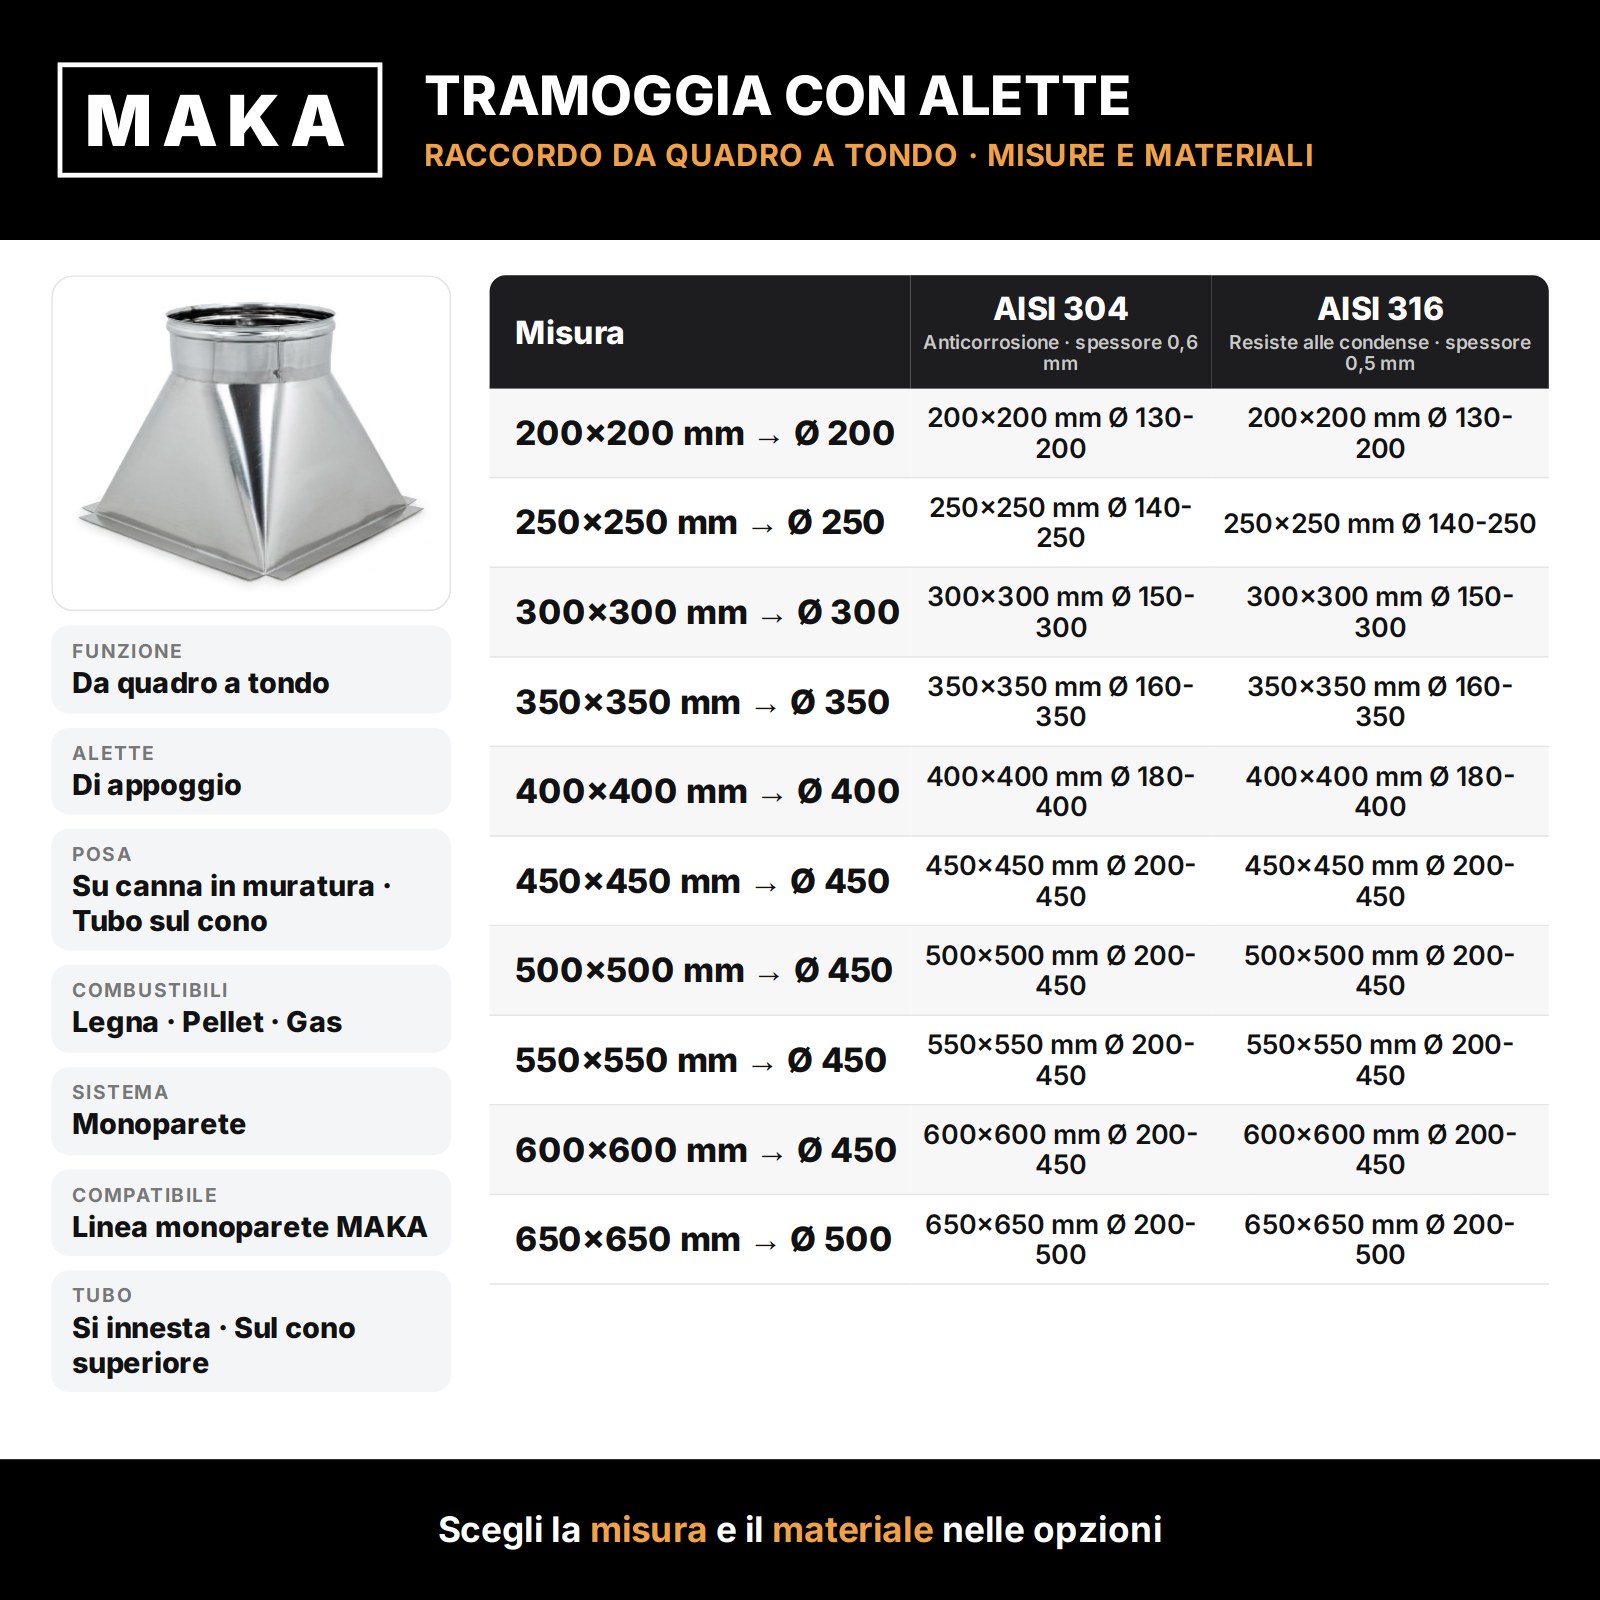 MAKA
TRAMOGGIA CON ALETTE
RACCORDO DA QUADRO A TONDO · MISURE E MATERIALI
FUNZIONE
Da quadro a tondo
ALETTE
Di appoggio
POSA
Su canna in muratura ·
Tubo sul cono
COMBUSTIBILI
Legna · Pellet · Gas
SISTEMA
Monoparete
COMPATIBILE
Linea monoparete MAKA
TUBO
Si innesta · Sul cono
superiore
Misura
AISI 304
Anticorrosione · spessore 0,6
mm
AISI 316
Resiste alle condense · spessore
0,5 mm
200×200 mm → Ø 200
200×200 mm Ø 130-
200
200×200 mm Ø 130-
200
250×250 mm → Ø 250
250×250 mm Ø 140-
250
250×250 mm Ø 140-250
300×300 mm → Ø 300
300×300 mm Ø 150-
300
300×300 mm Ø 150-
300
350×350 mm → Ø 350
350×350 mm Ø 160-
350
350×350 mm Ø 160-
350
400×400 mm → Ø 400
400×400 mm Ø 180-
400
400×400 mm Ø 180-
400
450×450 mm → Ø 450
450×450 mm Ø 200-
450
450×450 mm Ø 200-
450
500×500 mm → Ø 450
500×500 mm Ø 200-
450
500×500 mm Ø 200-
450
550×550 mm → Ø 450
550×550 mm Ø 200-
450
550×550 mm Ø 200-
450
600×600 mm → Ø 450
600×600 mm Ø 200-
450
600×600 mm Ø 200-
450
650×650 mm → Ø 500
650×650 mm Ø 200-
500
650×650 mm Ø 200-
500
Scegli la misura e il materiale nelle opzioni